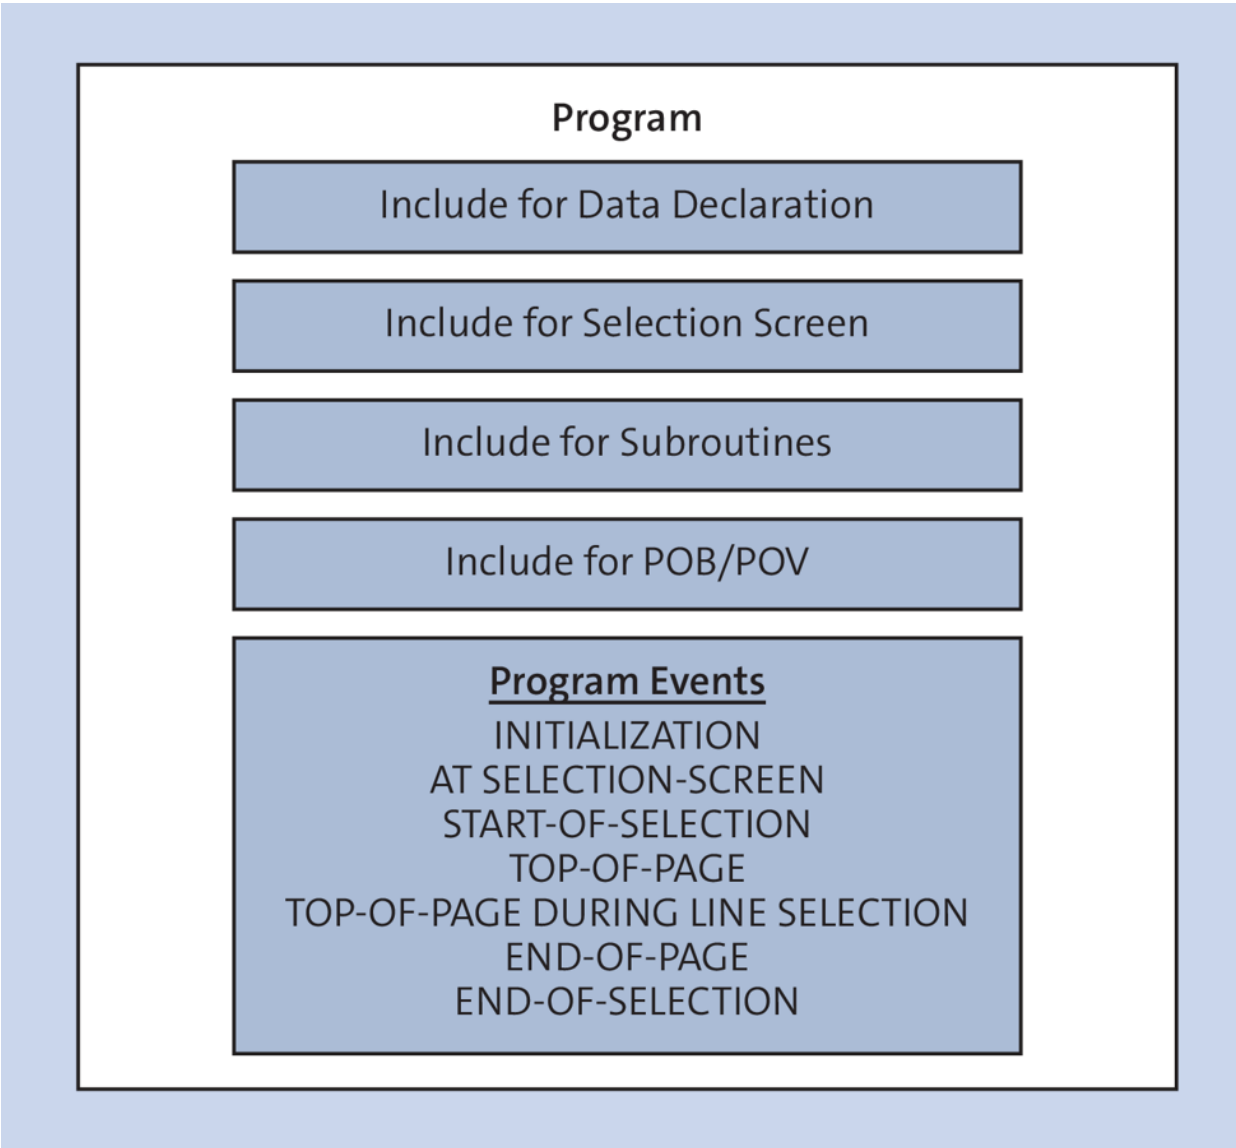 Program
Include for Data Declaration
Include for Selection Screen
Include for Subroutines
Include for POB/POV
Program Events
INITIALIZATION
AT SELECTION-SCREEN
START-OF-SELECTION
TOP-OF-PAGE
TOP-OF-PAGE DURING LINE SELECTION
END-OF-PAGE
END-OF-SELECTION